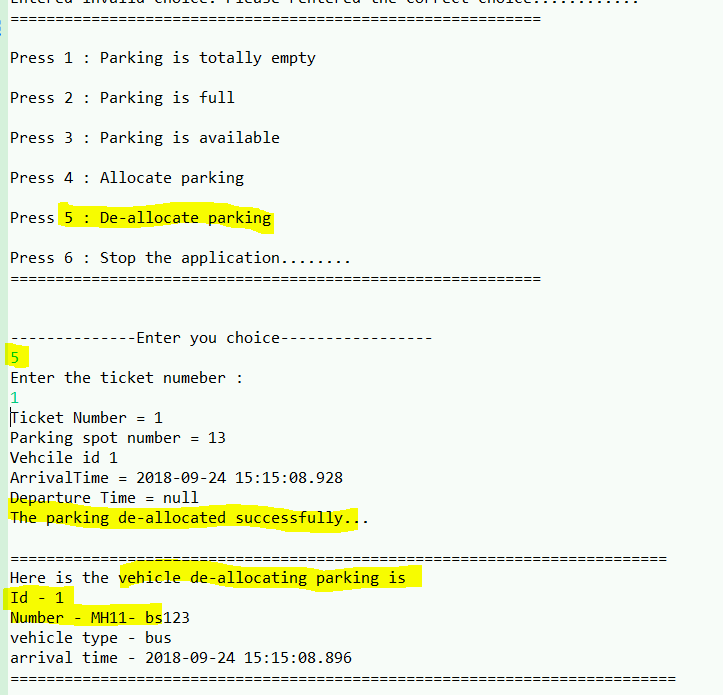 Entered invalid choice. Please rentered the correct choice............
===========================================================
Press 1 : Parking is totally empty
Press 2 : Parking is full
Press 3 : Parking is available
Press 4 : Allocate parking
Press 5 : De-allocate parking
Press 6 : Stop the application........
===========================================================
--------------Enter you choice-----------------
5
Enter the ticket numeber :
1
Ticket Number = 1
Parking spot number = 13
Vehcile id 1
ArrivalTime = 2018-09-24 15:15:08.928
Departure Time = null
The parking de-allocated successfully...
=========================================================================
Here is the vehicle de-allocating parking is
Id - 1
Number - MH11- bs123
vehicle type - bus
arrival time - 2018-09-24 15:15:08.896
==========================================================================